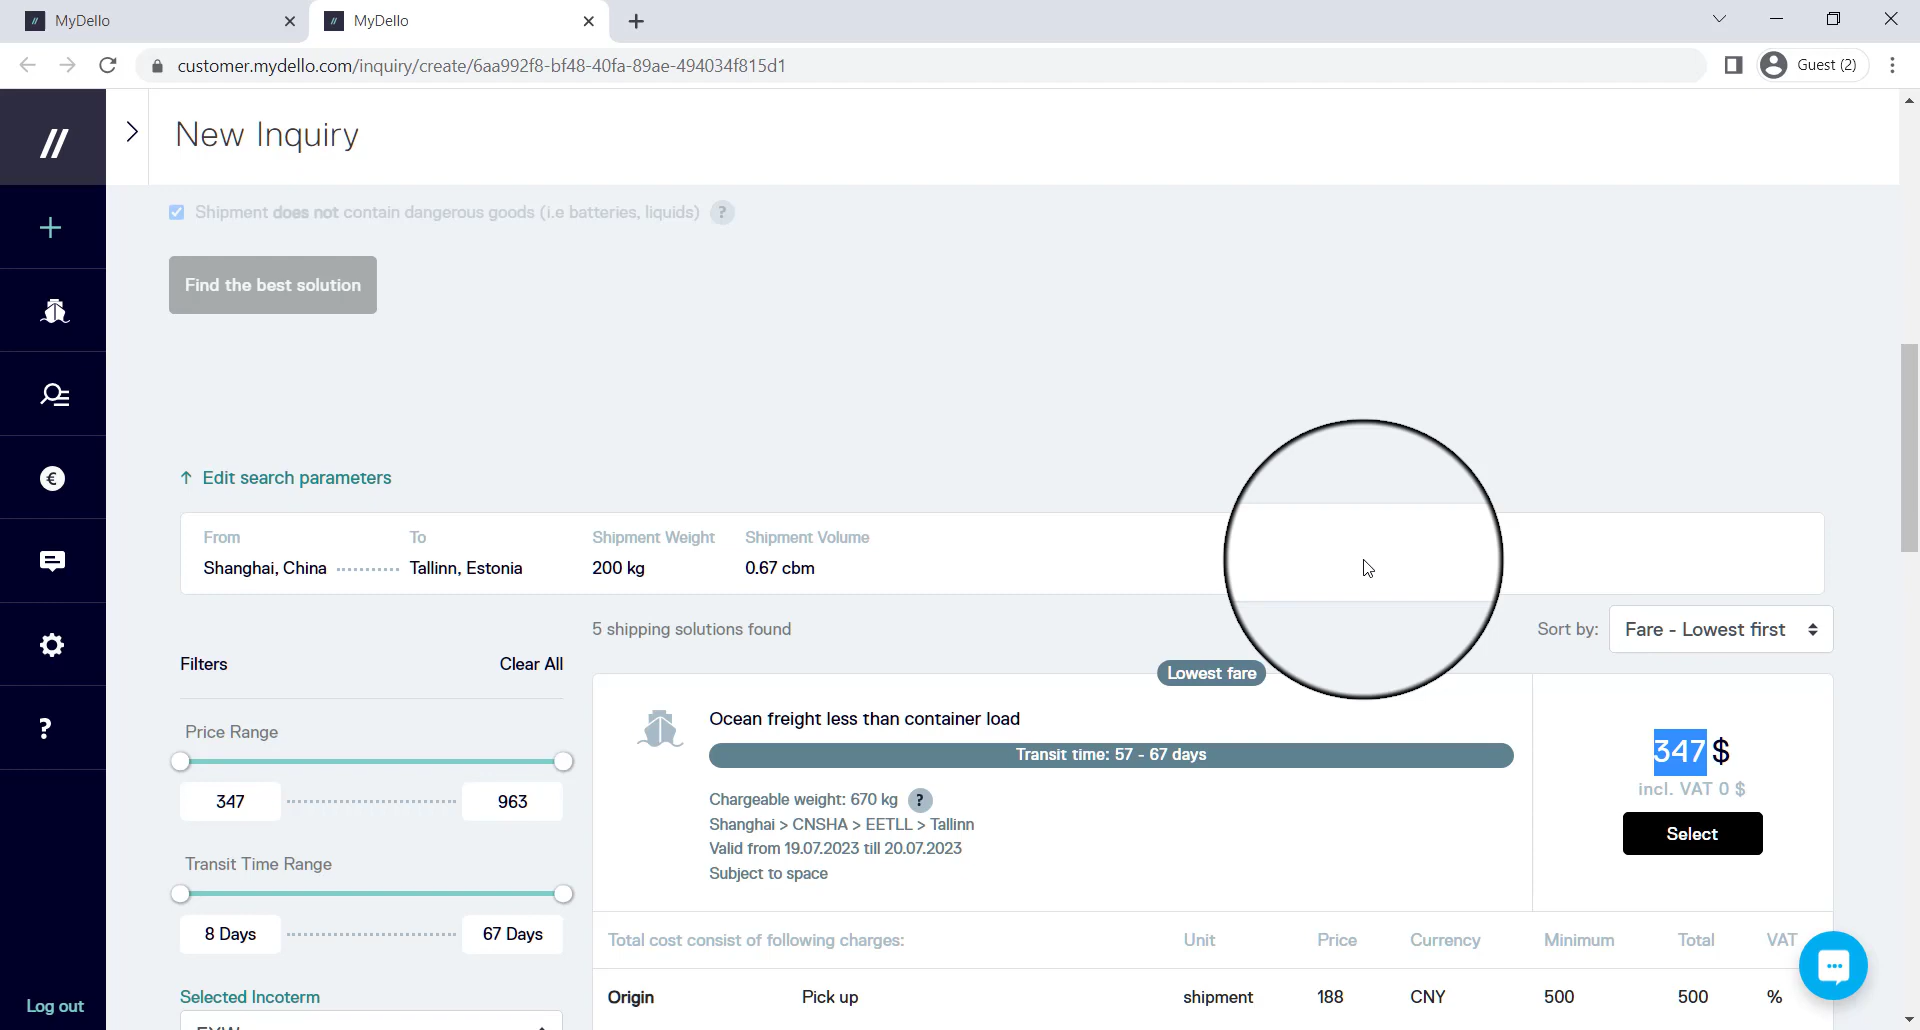 MyDello
MyDello
customer.mydello.com/inquiry/create/6aa992f8-bf48-40fa-89ae-494034f815d1
Guest (2)
New Inquiry
Shipment does not contain dangerous goods (i.e batteries, liquids) ?
Find the best solution
↑ Edit search parameters
From To Shipment Weight Shipment Volume
Shanghai, China Tallinn, Estonia 200 kg 0.67 cbm
5 shipping solutions found
Sort by: Fare - Lowest first
Filters Clear All
Lowest fare
Ocean freight less than container load
Transit time: 57 - 67 days
Chargeable weight: 670 kg ?
Shanghai > CNSHA > EETLL > Tallinn
Valid from 19.07.2023 till 20.07.2023
Subject to space
347 $
incl. VAT 0 $
Select
Price Range
347 963
Transit Time Range
8 Days 67 Days
Total cost consist of following charges: Unit Price Currency Minimum Total VAT
Origin Pick up shipment 188 CNY 500 500 %
Selected Incoterm
EXW
€
?
Log out